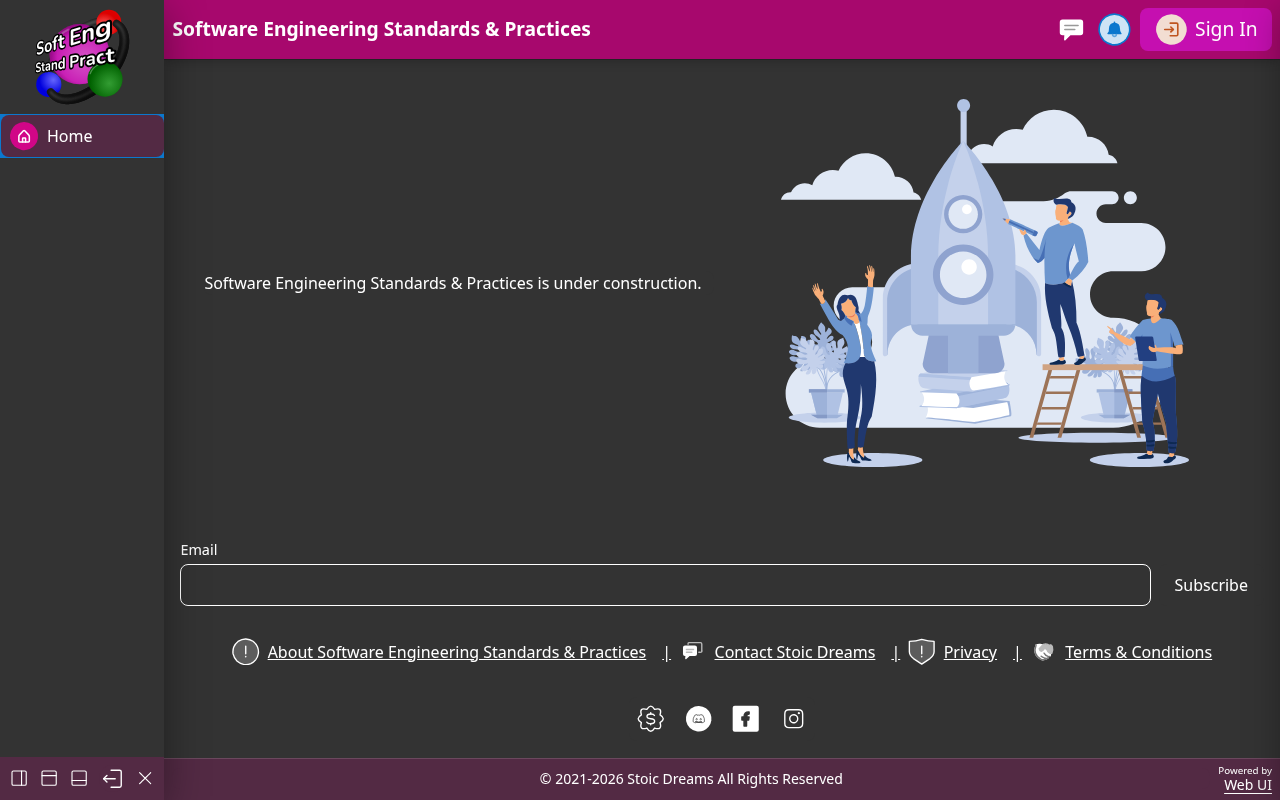 Soft Eng
Stand Pract
Software Engineering Standards & Practices
Sign In
Home
Software Engineering Standards & Practices is under construction.
Email
Subscribe
About Software Engineering Standards & Practices | Contact Stoic Dreams | Privacy | Terms & Conditions
© 2021-2026 Stoic Dreams All Rights Reserved
Powered by
Web UI